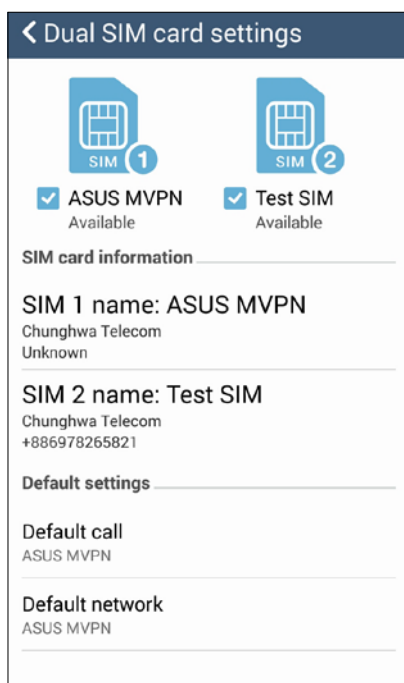 Dual SIM card settings
SIM 1 SIM 2
ASUS MVPN Test SIM
Available Available
SIM card information
SIM 1 name: ASUS MVPN
Chunghwa Telecom
Unknown
SIM 2 name: Test SIM
Chunghwa Telecom
+886978265821
Default settings
Default call
ASUS MVPN
Default network
ASUS MVPN